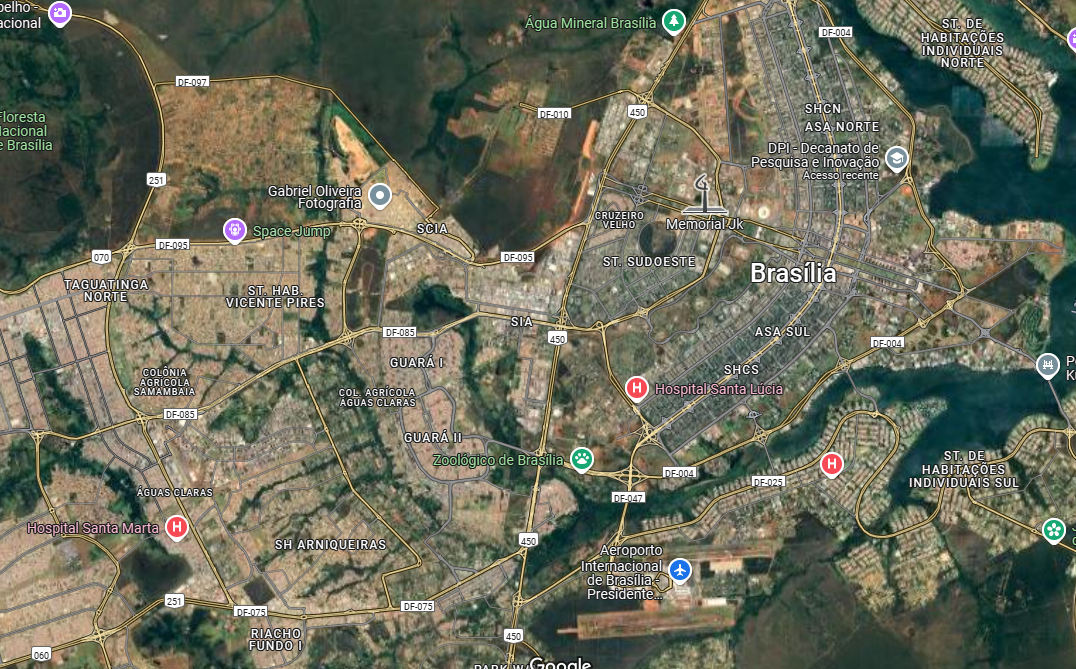 pelho -
acional
Água Mineral Brasília
DF-004
ST. DE
HABITAÇÕES
INDIVIDUAIS
NORTE
DF-097
DF-010
450
SHCN
ASA NORTE
Floresta
Nacional
e Brasília
DPI - Decanato de
Pesquisa e Inovação
Acesso recente
251
Gabriel Oliveira
Fotografia
CRUZEIRO
VELHO
Memorial Jk
Space Jump
SCIA
DF-095
070
DF-095
ST. SUDOESTE
Brasília
TAGUATINGA
NORTE
ST. HAB.
VICENTE PIRES
SIA
DF-085
450
ASA SUL
DF-004
GUARÁ I
SHCS
COLÔNIA
AGRÍCOLA
SAMAMBAIA
COL. AGRÍCOLA
ÁGUAS CLARAS
Hospital Santa Lúcia
DF-085
GUARÁ II
Zoológico de Brasília
DF-004
DF-025
ST. DE
HABITAÇÕES
INDIVIDUAIS SUL
ÁGUAS CLARAS
DF-047
Hospital Santa Marta
SH ARNIQUEIRAS
450
Aeroporto
Internacional
de Brasília -
Presidente...
251
DF-075
DF-075
RIACHO
FUNDO I
450
060
Google